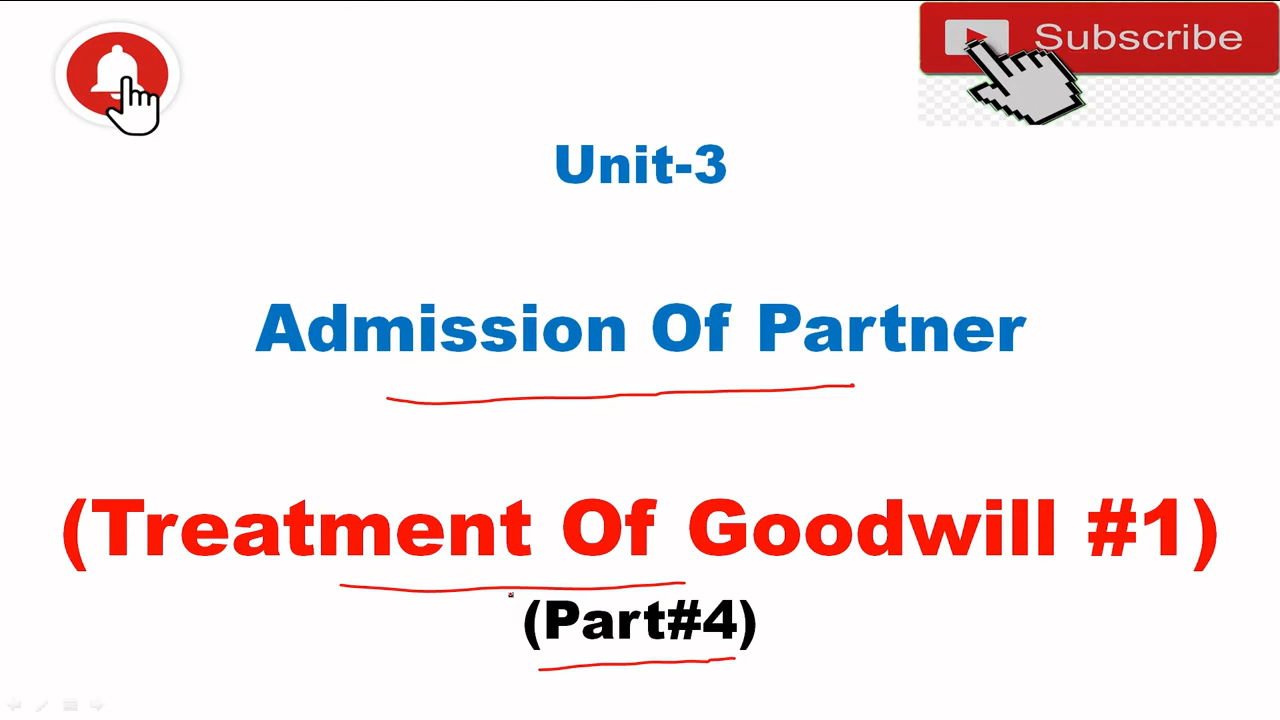 Subscribe
Unit-3
Admission Of Partner
(Treatment Of Goodwill #1)
(Part#4)